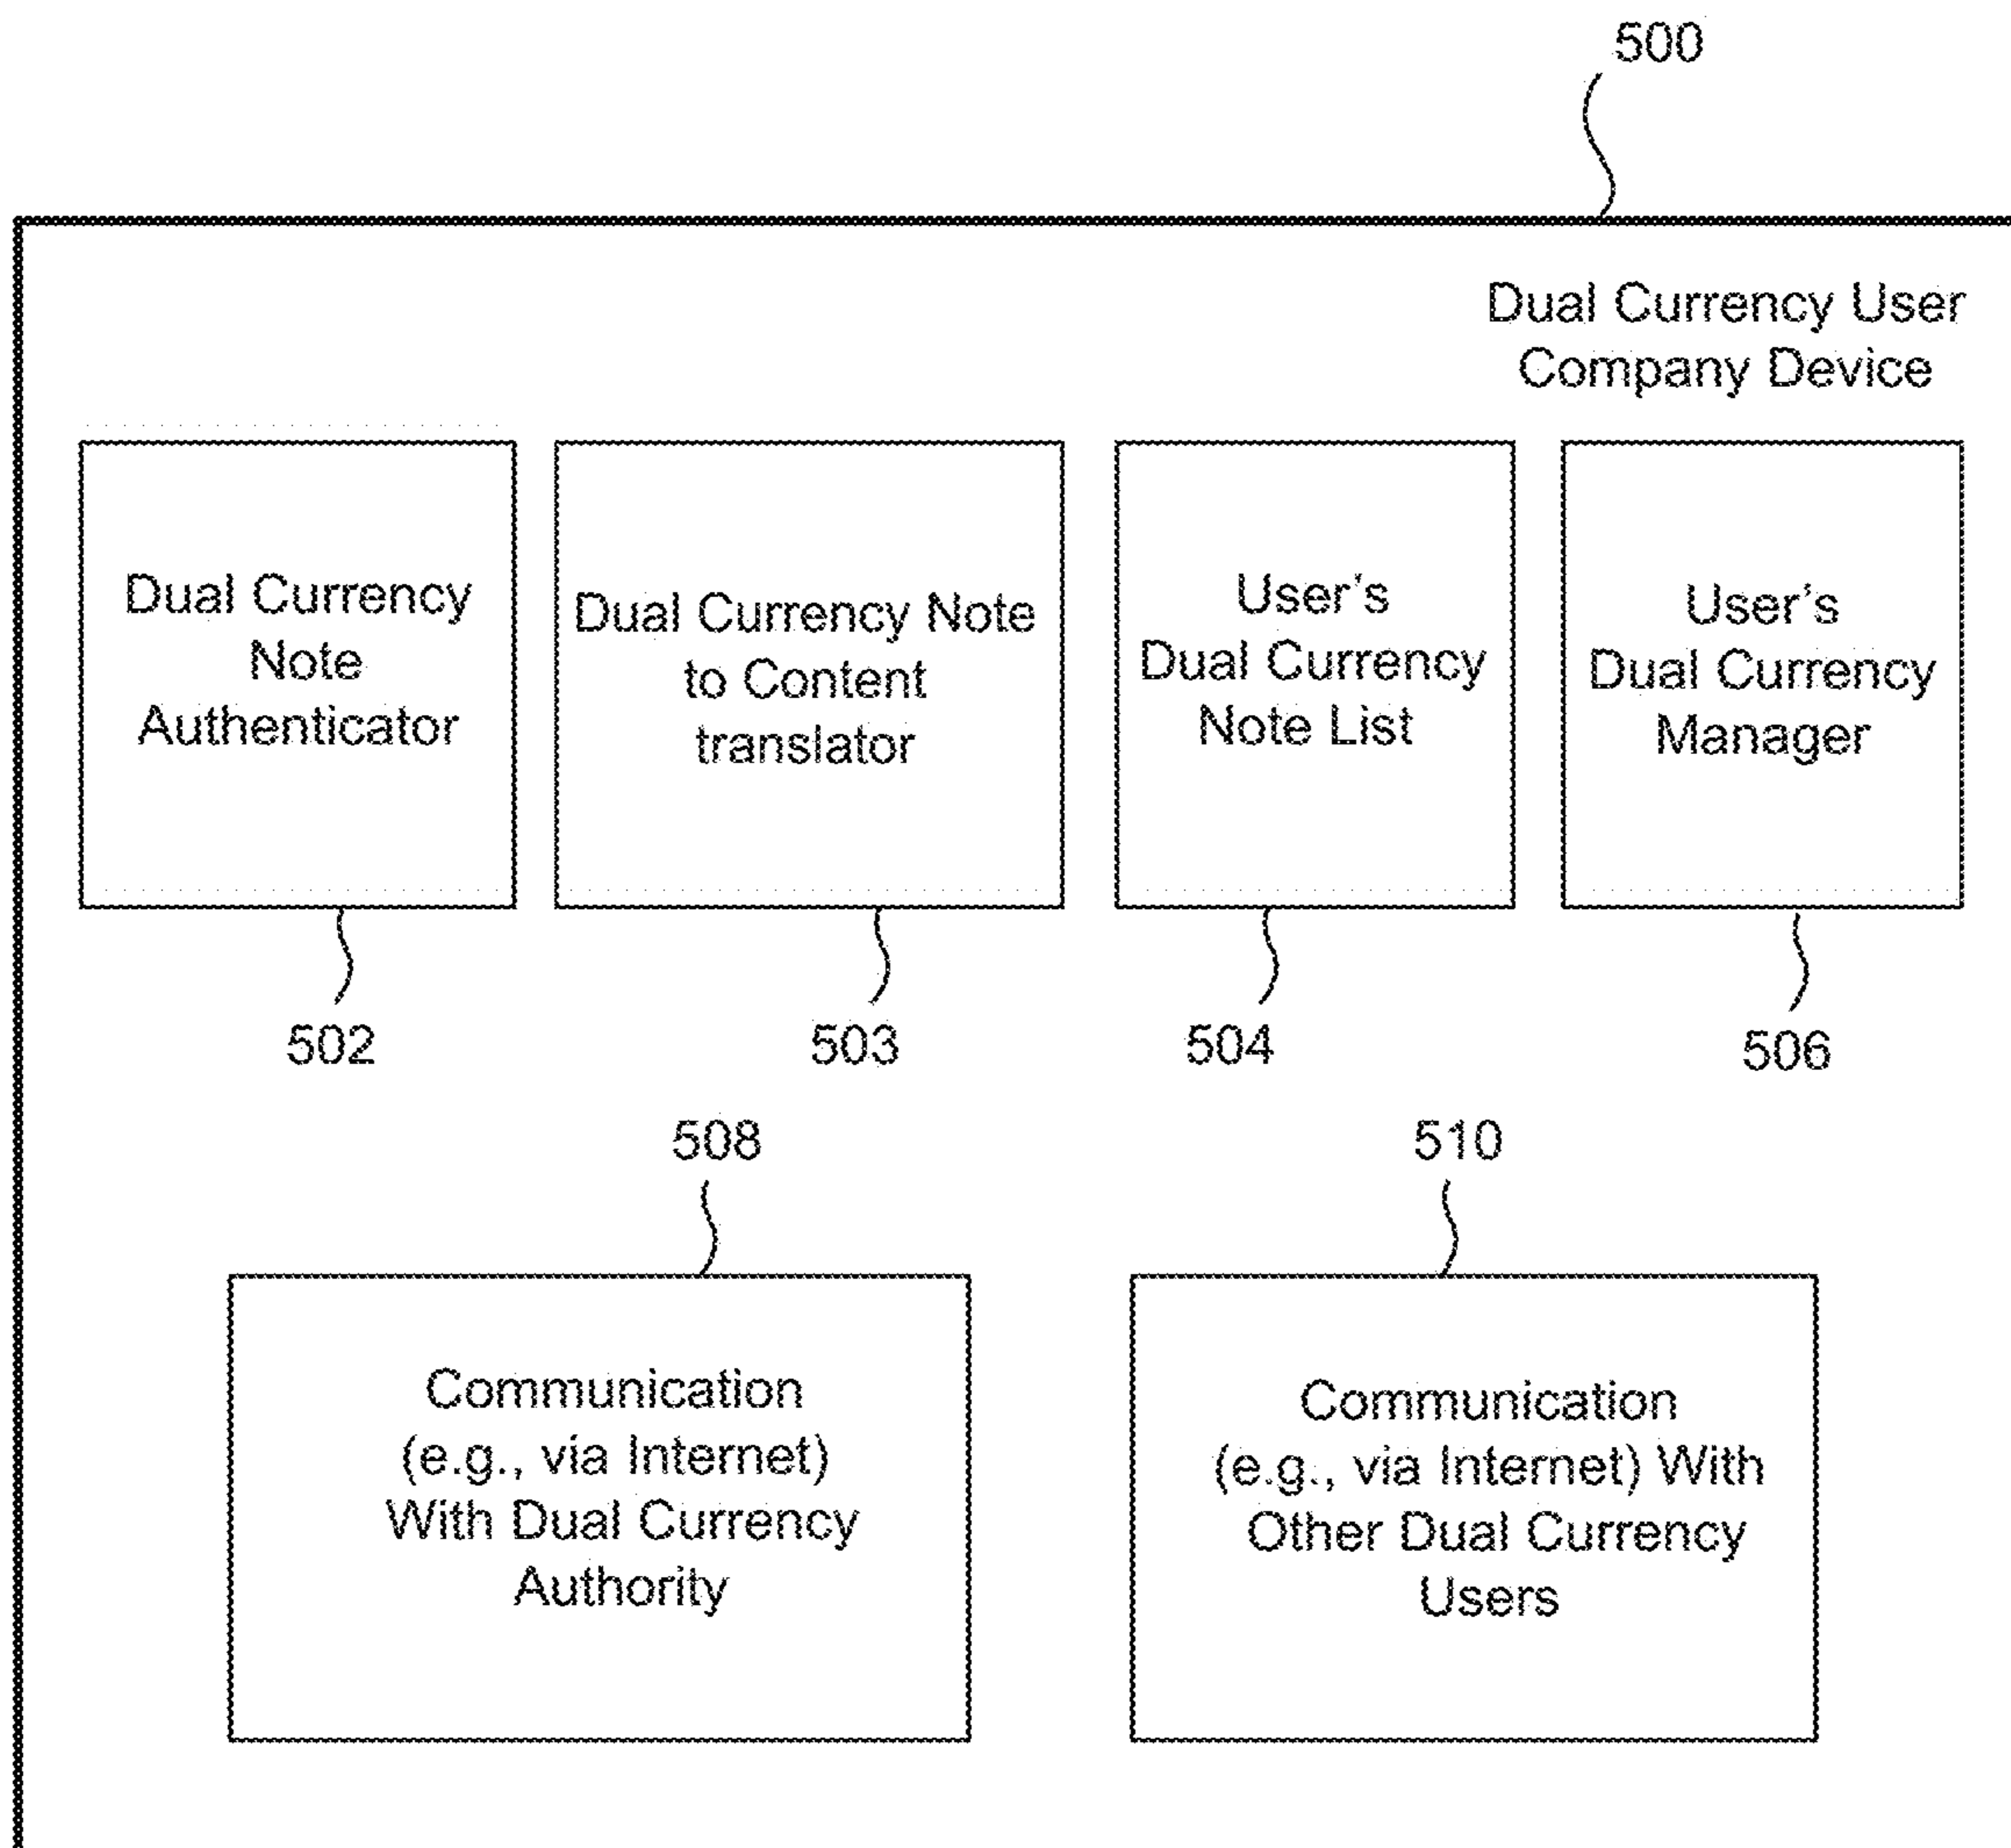 500
Dual Currency User
Company Device
Dual Currency
Note
Authenticator
Dual Currency Note
to Content
translator
User's
Dual Currency
Note List
User's
Dual Currency
Manager
502
503
504
506
508
510
Communication
(e.g., via Internet)
With Dual Currency
Authority
Communication
(e.g., via Internet) With
Other Dual Currency
Users